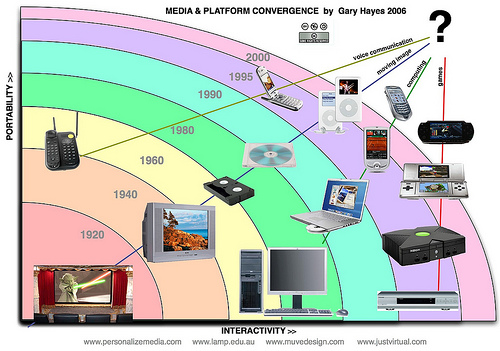 MEDIA & PLATFORM CONVERGENCE by Gary Hayes 2006
?
voice communication
moving image
computing
games
2000
1995
1990
1980
1960
1940
1920
PORTABILITY >>
INTERACTIVITY >>
www.personalizemedia.com www.lamp.edu.au www.muvedesign.com www.justvirtual.com